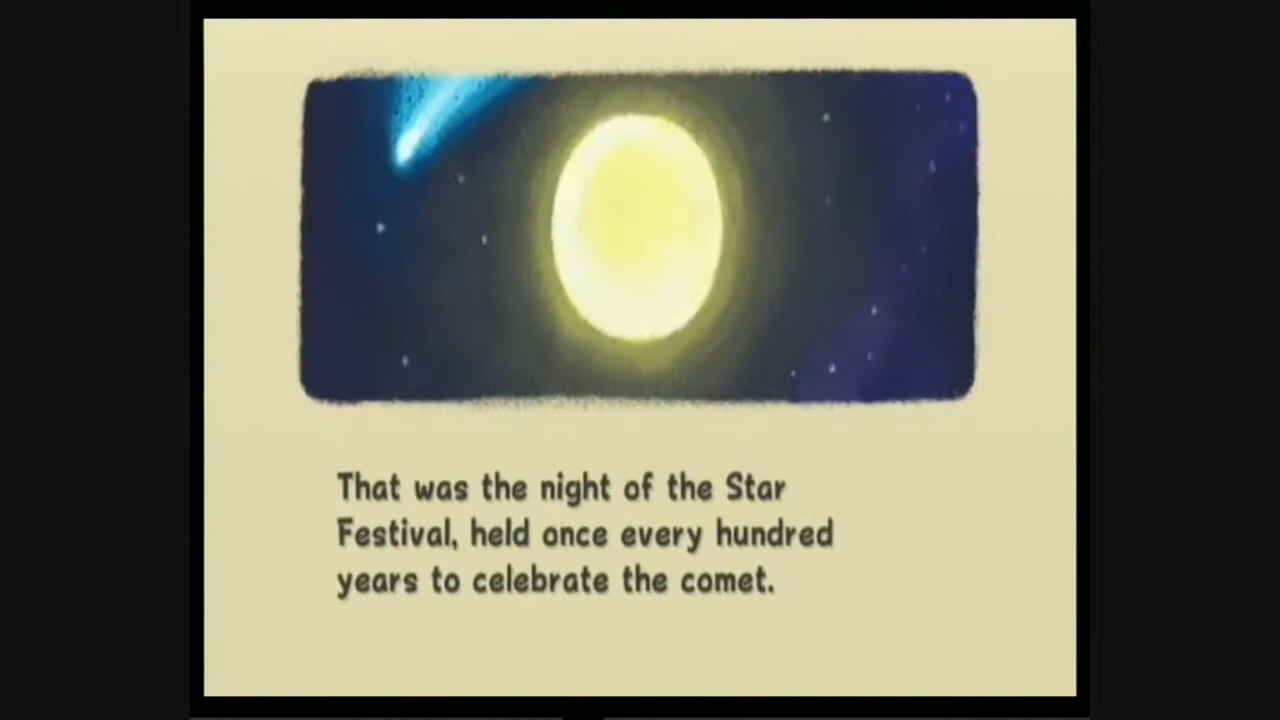 That was the night of the Star
Festival, held once every hundred
years to celebrate the comet.